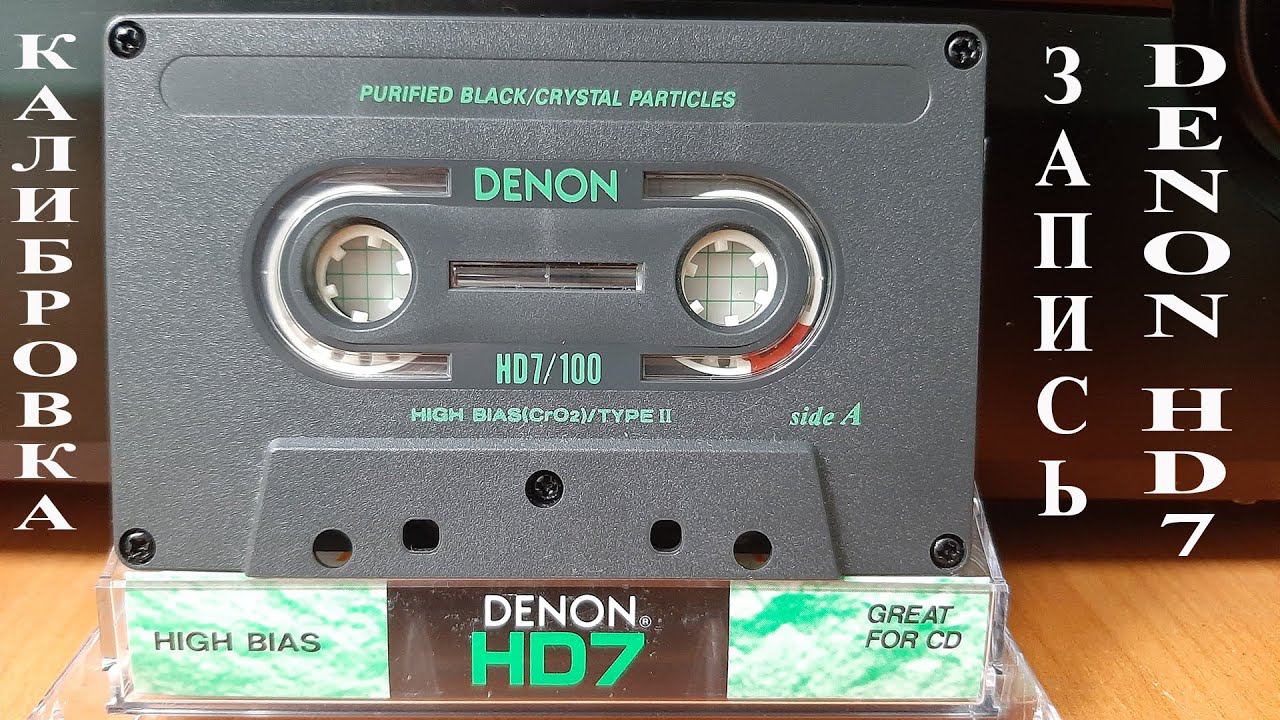 КАЛИБРОВКА
PURIFIED BLACK/CRYSTAL PARTICLES
DENON
HD7/100
HIGH BIAS(CrO2)/TYPE II
side A
HIGH BIAS
DENON®
HD7
GREAT
FOR CD
ЗАПИСЬ
DENON HD7